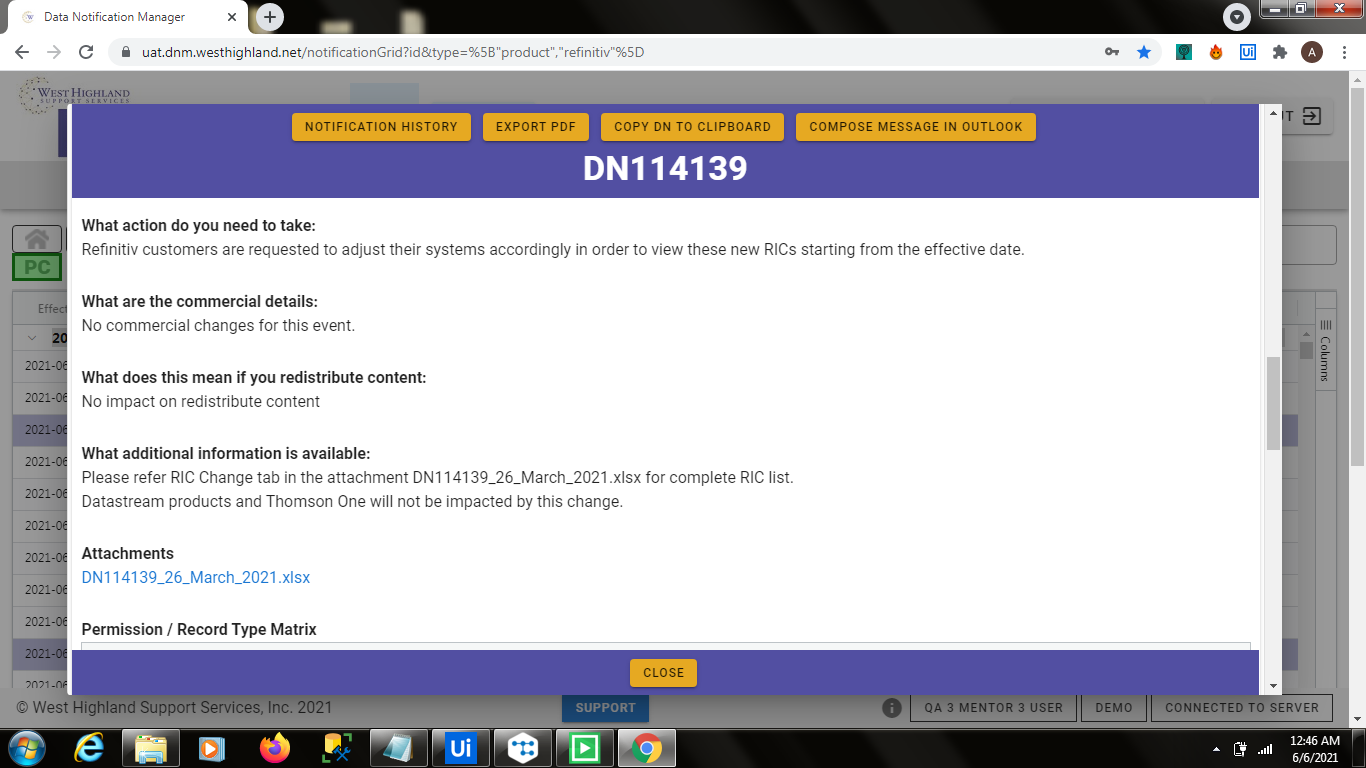 Data Notification Manager
uat.dnm.westhighland.net/notificationGrid?id&type=%5B"product","refinitiv"%5D
Ui
A
WEST HIGHLAND
SUPPORT SERVICES
NOTIFICATION HISTORY
EXPORT PDF
COPY DN TO CLIPBOARD
COMPOSE MESSAGE IN OUTLOOK
DN114139
UT
What action do you need to take:
Refinitiv customers are requested to adjust their systems accordingly in order to view these new RICs starting from the effective date.
PC
What are the commercial details:
No commercial changes for this event.
Effect
20
Columns
2021-06
What does this mean if you redistribute content:
No impact on redistribute content
2021-06
2021-06
What additional information is available:
2021-06
Please refer RIC Change tab in the attachment DN114139_26_March_2021.xlsx for complete RIC list.
2021-06
Datastream products and Thomson One will not be impacted by this change.
2021-06
Attachments
2021-06
DN114139_26_March_2021.xlsx
2021-06
2021-06
Permission / Record Type Matrix
2021-06
2021-06
CLOSE
© West Highland Support Services, Inc. 2021
SUPPORT
QA 3 MENTOR 3 USER
DEMO
CONNECTED TO SERVER
Ui
12:46 AM
6/6/2021